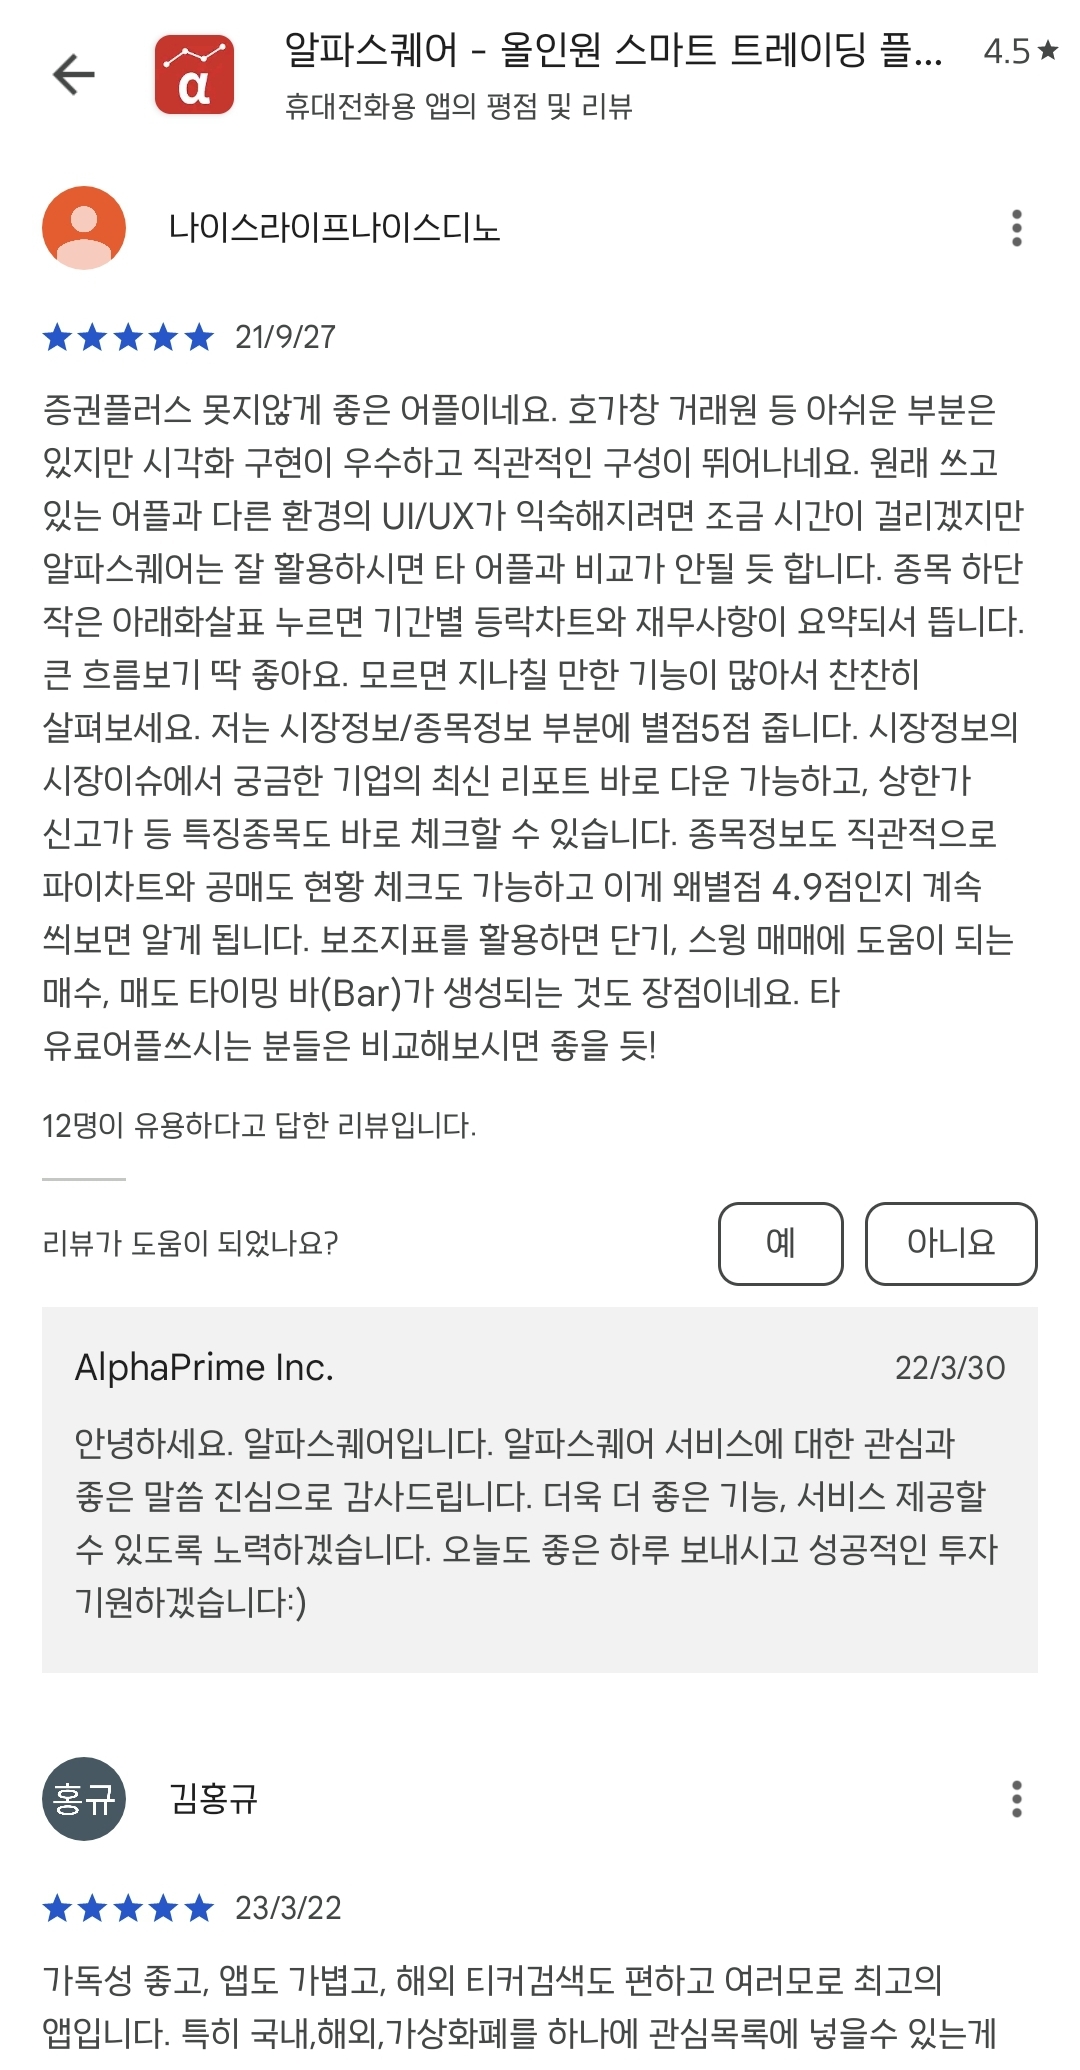 알파스퀘어 - 올인원 스마트 트레이딩 플...
4.5★
휴대전화용 앱의 평점 및 리뷰
나이스라이프나이스디노
21/9/27
증권플러스 못지않게 좋은 어플이네요. 호가창 거래원 등 아쉬운 부분은
있지만 시각화 구현이 우수하고 직관적인 구성이 뛰어나네요. 원래 쓰고
있는 어플과 다른 환경의 UI/UX가 익숙해지려면 조금 시간이 걸리겠지만
알파스퀘어는 잘 활용하시면 타 어플과 비교가 안될 듯 합니다. 종목 하단
작은 아래화살표 누르면 기간별 등락차트와 재무사항이 요약되서 뜹니다.
큰 흐름보기 딱 좋아요. 모르면 지나칠 만한 기능이 많아서 찬찬히
살펴보세요. 저는 시장정보/종목정보 부분에 별점5점 줍니다. 시장정보의
시장이슈에서 궁금한 기업의 최신 리포트 바로 다운 가능하고, 상한가
신고가 등 특징종목도 바로 체크할 수 있습니다. 종목정보도 직관적으로
파이차트와 공매도 현황 체크도 가능하고 이게 왜별점 4.9점인지 계속
씌보면 알게 됩니다. 보조지표를 활용하면 단기, 스윙 매매에 도움이 되는
매수, 매도 타이밍 바(Bar)가 생성되는 것도 장점이네요. 타
유료어플쓰시는 분들은 비교해보시면 좋을 듯!
12명이 유용하다고 답한 리뷰입니다.
리뷰가 도움이 되었나요?
예
아니요
AlphaPrime Inc.
22/3/30
안녕하세요. 알파스퀘어입니다. 알파스퀘어 서비스에 대한 관심과
좋은 말씀 진심으로 감사드립니다. 더욱 더 좋은 기능, 서비스 제공할
수 있도록 노력하겠습니다. 오늘도 좋은 하루 보내시고 성공적인 투자
기원하겠습니다:)
홍규
김홍규
23/3/22
가독성 좋고, 앱도 가볍고, 해외 티커검색도 편하고 여러모로 최고의
앱입니다. 특히 국내,해외,가상화폐를 하나에 관심목록에 넣을수 있는게